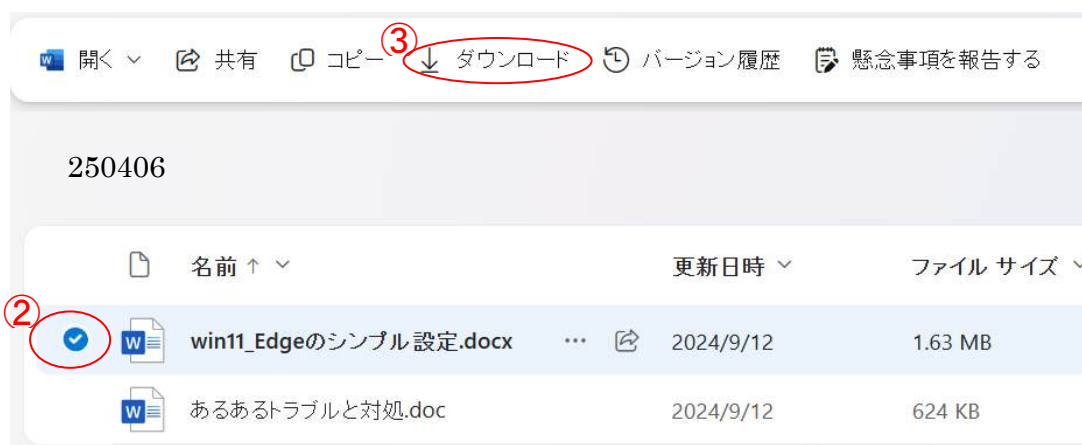 ③
開く 共有 コピー ダウンロード バージョン履歴 懸念事項を報告する
250406
名前 ↑ 更新日時 ファイル サイズ
②
win11_Edgeのシンプル設定.docx … 2024/9/12 1.63 MB
あるあるトラブルと対処.doc 2024/9/12 624 KB